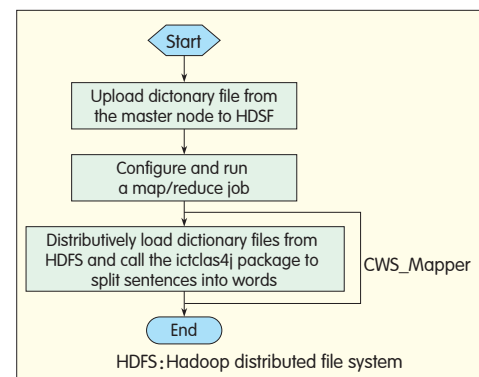 Start
Upload dictonary file from
the master node to HDSF
Configure and run
a map/reduce job
Distributively load dictionary files from
HDFS and call the ictclas4j package to
split sentences into words
CWS_Mapper
End
HDFS:Hadoop distributed file system